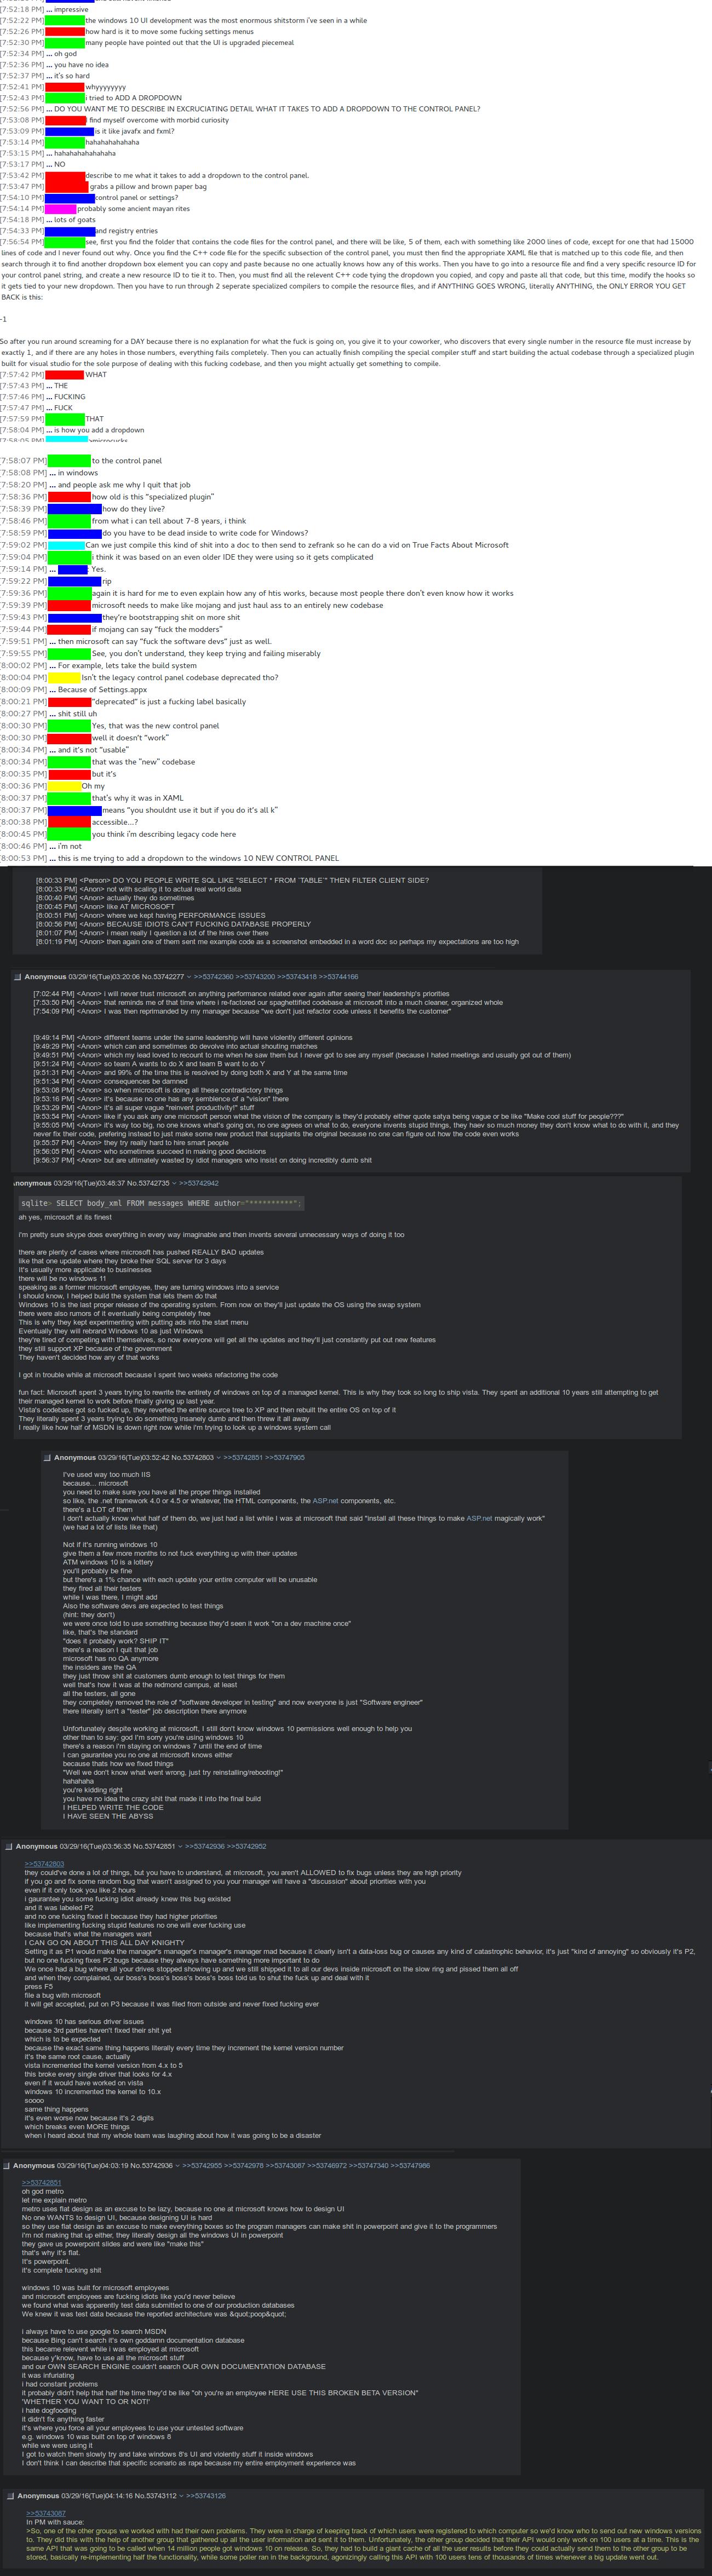 [7:52:18 PM] ... impressive
[7:52:22 PM] the windows 10 UI development was the most enormous shitstorm i've seen in a while
[7:52:26 PM] how hard is it to move some fucking settings menus
[7:52:30 PM] many people have pointed out that the UI is upgraded piecemeal
[7:52:34 PM] ... oh god
[7:52:36 PM] ... you have no idea
[7:52:37 PM] ... it's so hard
[7:52:41 PM] whyyyyyyyy
[7:52:43 PM] i tried to ADD A DROPDOWN
[7:52:56 PM] ... DO YOU WANT ME TO DESCRIBE IN EXCRUCIATING DETAIL WHAT IT TAKES TO ADD A DROPDOWN TO THE CONTROL PANEL?
[7:53:08 PM] I find myself overcome with morbid curiosity
[7:53:09 PM] is it like javafx and fxml?
[7:53:14 PM] hahahahahahaha
[7:53:15 PM] ... hahahahahahahaha
[7:53:17 PM] ... NO
[7:53:42 PM] describe to me what it takes to add a dropdown to the control panel.
[7:53:47 PM] grabs a pillow and brown paper bag
[7:54:10 PM] control panel or settings?
[7:54:14 PM] probably some ancient mayan rites
[7:54:18 PM] ... lots of goats
[7:54:33 PM] and registry entries
[7:56:54 PM] see, first you find the folder that contains the code files for the control panel, and there will be like, 5 of them, each with something like 2000 lines of code, except for one that had 15000
lines of code and I never found out why. Once you find the C++ code file for the specific subsection of the control panel, you must then find the appropriate XAML file that is matched up to this code file, and then
search through it to find another dropdown box element you can copy and paste because no one actually knows how any of this works. Then you have to go into a resource file and find a very specific resource ID for
your control panel string, and create a new resource ID to tie it to. Then, you must find all the relevent C++ code tying the dropdown you copied, and copy and paste all that code, but this time, modify the hooks so
it gets tied to your new dropdown. Then you have to run through 2 seperate specialized compilers to compile the resource files, and if ANYTHING GOES WRONG, literally ANYTHING, the ONLY ERROR YOU GET
BACK is this:
-1
So after you run around screaming for a DAY because there is no explanation for what the fuck is going on, you give it to your coworker, who discovers that every single number in the resource file must increase by
exactly 1, and if there are any holes in those numbers, everything fails completely. Then you can actually finish compiling the special compiler stuff and start building the actual codebase through a specialized plugin
built for visual studio for the sole purpose of dealing with this fucking codebase, and then you might actually get something to compile.
[7:57:42 PM] WHAT
[7:57:43 PM] ... THE
[7:57:46 PM] ... FUCKING
[7:57:47 PM] ... FUCK
[7:57:59 PM] THAT
[7:58:04 PM] ... is how you add a dropdown
[7:58:05 PM] >microcucks
[7:58:07 PM] to the control panel
[7:58:08 PM] ... in windows
[7:58:20 PM] ... and people ask me why I quit that job
[7:58:36 PM] how old is this "specialized plugin"
[7:58:39 PM] how do they live?
[7:58:46 PM] from what i can tell about 7-8 years, i think
[7:58:59 PM] do you have to be dead inside to write code for Windows?
[7:59:02 PM] Can we just compile this kind of shit into a doc to then send to zefrank so he can do a vid on True Facts About Microsoft
[7:59:04 PM] i think it was based on an even older IDE they were using so it gets complicated
[7:59:14 PM] ... : Yes.
[7:59:22 PM] rip
[7:59:36 PM] again it is hard for me to even explain how any of htis works, because most people there don't even know how it works
[7:59:39 PM] microsoft needs to make like mojang and just haul ass to an entirely new codebase
[7:59:43 PM] they're bootstrapping shit on more shit
[7:59:44 PM] if mojang can say "fuck the modders"
[7:59:51 PM] ... then microsoft can say "fuck the software devs" just as well.
[7:59:55 PM] See, you don't understand, they keep trying and failing miserably
[8:00:02 PM] ... For example, lets take the build system
[8:00:04 PM] Isn't the legacy control panel codebase deprecated tho?
[8:00:09 PM] ... Because of Settings.appx
[8:00:21 PM] "deprecated" is just a fucking label basically
[8:00:27 PM] ... shit still uh
[8:00:30 PM] Yes, that was the new control panel
[8:00:30 PM] well it doesn't "work"
[8:00:34 PM] ... and it's not "usable"
[8:00:34 PM] that was the "new" codebase
[8:00:35 PM] but it's
[8:00:36 PM] Oh my
[8:00:37 PM] that's why it was in XAML
[8:00:37 PM] means "you shouldnt use it but if you do it's all k"
[8:00:38 PM] accessible...?
[8:00:45 PM] you think i'm describing legacy code here
[8:00:46 PM] ... i'm not
[8:00:53 PM] ... this is me trying to add a dropdown to the windows 10 NEW CONTROL PANEL
[8:00:33 PM] <Person> DO YOU PEOPLE WRITE SQL LIKE "SELECT * FROM `TABLE`" THEN FILTER CLIENT SIDE?
[8:00:33 PM] <Anon> not with scaling it to actual real world data
[8:00:40 PM] <Anon> actually they do sometimes
[8:00:45 PM] <Anon> like AT MICROSOFT
[8:00:51 PM] <Anon> where we kept having PERFORMANCE ISSUES
[8:00:56 PM] <Anon> BECAUSE IDIOTS CAN'T FUCKING DATABASE PROPERLY
[8:01:07 PM] <Anon> i mean really I question a lot of the hires over there
[8:01:19 PM] <Anon> then again one of them sent me example code as a screenshot embedded in a word doc so perhaps my expectations are too high
Anonymous 03/29/16(Tue)03:20:06 No.53742277 >>53742360 >>53743200 >>53743418 >>53744166
[7:02:44 PM] <Anon> i will never trust microsoft on anything performance related ever again after seeing their leadership's priorities
[7:53:50 PM] <Anon> that reminds me of that time where i re-factored our spaghettified codebase at microsoft into a much cleaner, organized whole
[7:54:09 PM] <Anon> I was then reprimanded by my manager because "we don't just refactor code unless it benefits the customer"
[9:49:14 PM] <Anon> different teams under the same leadership will have violently different opinions
[9:49:29 PM] <Anon> which can and sometimes do devolve into actual shouting matches
[9:49:51 PM] <Anon> which my lead loved to recount to me when he saw them but I never got to see any myself (because I hated meetings and usually got out of them)
[9:51:24 PM] <Anon> so team A wants to do X and team B want to do Y
[9:51:31 PM] <Anon> and 99% of the time this is resolved by doing both X and Y at the same time
[9:51:34 PM] <Anon> consequences be damned
[9:53:08 PM] <Anon> so when microsoft is doing all these contradictory things
[9:53:16 PM] <Anon> it's because no one has any semblence of a "vision" there
[9:53:29 PM] <Anon> it's all super vague "reinvent productivity!" stuff
[9:53:54 PM] <Anon> like if you ask any one microsoft person what the vision of the company is they'd probably either quote satya being vague or be like "Make cool stuff for people???"
[9:55:05 PM] <Anon> it's way too big, no one knows what's going on, no one agrees on what to do, everyone invents stupid things, they haev so much money they don't know what to do with it, and they
never fix their code, prefering instead to just make some new product that supplants the original because no one can figure out how the code even works
[9:55:57 PM] <Anon> they try really hard to hire smart people
[9:56:05 PM] <Anon> who sometimes succeed in making good decisions
[9:56:37 PM] <Anon> but are ultimately wasted by idiot managers who insist on doing incredibly dumb shit
Anonymous 03/29/16(Tue)03:48:37 No.53742735 >>53742942
sqlite> SELECT body_xml FROM messages WHERE author="**********";
ah yes, microsoft at its finest
i'm pretty sure skype does everything in every way imaginable and then invents several unnecessary ways of doing it too
there are plenty of cases where microsoft has pushed REALLY BAD updates
like that one update where they broke their SQL server for 3 days
It's usually more applicable to businesses
there will be no windows 11
speaking as a former microsoft employee, they are turning windows into a service
I should know, I helped build the system that lets them do that
Windows 10 is the last proper release of the operating system. From now on they'll just update the OS using the swap system
there were also rumors of it eventually being completely free
This is why they kept experimenting with putting ads into the start menu
Eventually they will rebrand Windows 10 as just Windows
they're tired of competing with themselves, so now everyone will get all the updates and they'll just constantly put out new features
they still support XP because of the government
They haven't decided how any of that works
I got in trouble while at microsoft because I spent two weeks refactoring the code
fun fact: Microsoft spent 3 years trying to rewrite the entirety of windows on top of a managed kernel. This is why they took so long to ship vista. They spent an additional 10 years still attempting to get
their managed kernel to work before finally giving up last year.
Vista's codebase got so fucked up, they reverted the entire source tree to XP and then rebuilt the entire OS on top of it
They literally spent 3 years trying to do something insanely dumb and then threw it all away
I really like how half of MSDN is down right now while i'm trying to look up a windows system call
Anonymous 03/29/16(Tue)03:52:42 No.53742803 >>53742851 >>53747905
I've used way too much IIS
because... microsoft
you need to make sure you have all the proper things installed
so like, the .net framework 4.0 or 4.5 or whatever, the HTML components, the ASP.net components, etc.
there's a LOT of them
I don't actually know what half of them do, we just had a list while I was at microsoft that said "install all these things to make ASP.net magically work"
(we had a lot of lists like that)
Not if it's running windows 10
give them a few more months to not fuck everything up with their updates
ATM windows 10 is a lottery
you'll probably be fine
but there's a 1% chance with each update your entire computer will be unusable
they fired all their testers
while I was there, I might add
Also the software devs are expected to test things
(hint: they don't)
we were once told to use something because they'd seen it work "on a dev machine once"
like, that's the standard
"does it probably work? SHIP IT"
there's a reason I quit that job
microsoft has no QA anymore
the insiders are the QA
they just throw shit at customers dumb enough to test things for them
well that's how it was at the redmond campus, at least
all the testers, all gone
they completely removed the role of "software developer in testing" and now everyone is just "Software engineer"
there literally isn't a "tester" job description there anymore
Unfortunately despite working at microsoft, I still don't know windows 10 permissions well enough to help you
other than to say: god I'm sorry you're using windows 10
there's a reason i'm staying on windows 7 until the end of time
I can gaurentee you no one at microsoft knows either
because thats how we fixed things
"Well we don't know what went wrong, just try reinstalling/rebooting!"
hahahaha
you're kidding right
you have no idea the crazy shit that made it into the final build
I HELPED WRITE THE CODE
I HAVE SEEN THE ABYSS
Anonymous 03/29/16(Tue)03:56:35 No.53742851 >>53742936 >>53742952
>>53742803
they could've done a lot of things, but you have to understand, at microsoft, you aren't ALLOWED to fix bugs unless they are high priority
if you go and fix some random bug that wasn't assigned to you your manager will have a "discussion" about priorities with you
even if it only took you like 2 hours
i gaurantee you some fucking idiot already knew this bug existed
and it was labeled P2
and no one fucking fixed it because they had higher priorities
like implementing fucking stupid features no one will ever fucking use
because that's what the managers want
I CAN GO ON ABOUT THIS ALL DAY KNIGHTY
Setting it as P1 would make the manager's manager's manager's manager mad because it clearly isn't a data-loss bug or causes any kind of catastrophic behavior, it's just "kind of annoying" so obviously it's P2,
but no one fucking fixes P2 bugs because they always have something more important to do
We once had a bug where all your drives stopped showing up and we still shipped it to all our devs inside microsoft on the slow ring and pissed them all off
and when they complained, our boss's boss's boss's boss's boss told us to shut the fuck up and deal with it
press F5
file a bug with microsoft
it will get accepted, put on P3 because it was filed from outside and never fixed fucking ever
windows 10 has serious driver issues
because 3rd parties haven't fixed their shit yet
which is to be expected
because the exact same thing happens literally every time they increment the kernel version number
it's the same root cause, actually
vista incremented the kernel version from 4.x to 5
this broke every single driver that looks for 4.x
even if it would have worked on vista
windows 10 incremented the kernel to 10.x
soooo
same thing happens
it's even worse now because it's 2 digits
which breaks even MORE things
when i heard about that my whole team was laughing about how it was going to be a disaster
Anonymous 03/29/16(Tue)04:03:19 No.53742936 >>53742955 >>53742978 >>53743087 >>53746972 >>53747340 >>53747986
>>53742851
oh god metro
let me explain metro
metro uses flat design as an excuse to be lazy, because no one at microsoft knows how to design UI
No one WANTS to design UI, because designing UI is hard
so they use flat design as an excuse to make everything boxes so the program managers can make shit in powerpoint and give it to the programmers
I'm not making that up either, they literally design all the windows UI in powerpoint
they gave us powerpoint slides and were like "make this"
that's why it's flat.
It's powerpoint.
it's complete fucking shit
windows 10 was built for microsoft employees
and microsoft employees are fucking idiots like you'd never believe
we found what was apparently test data submitted to one of our production databases
We knew it was test data because the reported architecture was &quot;poop&quot;
i always have to use google to search MSDN
because Bing can't search it's own goddamn documentation database
this became relevent while i was employed at microsoft
because y'know, have to use all the microsoft stuff
and our OWN SEARCH ENGINE couldn't search OUR OWN DOCUMENTATION DATABASE
it was infuriating
i had constant problems
it probably didn't help that half the time they'd be like "oh you're an employee HERE USE THIS BROKEN BETA VERSION"
'WHETHER YOU WANT TO OR NOT!'
i hate dogfooding
it didn't fix anything faster
it's where you force all your employees to use your untested software
e.g. windows 10 was built on top of windows 8
while we were using it
I got to watch them slowly try and take windows 8's UI and violently stuff it inside windows
I don't think I can describe that specific scenario as rape because my entire employment experience was
Anonymous 03/29/16(Tue)04:14:16 No.53743112 >>53743126
>>53743087
In PM with sauce:
>So, one of the other groups we worked with had their own problems. They were in charge of keeping track of which users were registered to which computer so we'd know who to send out new windows versions
to. They did this with the help of another group that gathered up all the user information and sent it to them. Unfortunately, the other group decided that their API would only work on 100 users at a time. This is the
same API that was going to be called when 14 million people got windows 10 on release. So, they had to build a giant cache of all the user results before they could actually send them to the other group to be
stored, basically re-implementing half the functionality, while some poller ran in the background, agonizingly calling this API with 100 users tens of thousands of times whenever a big update went out.